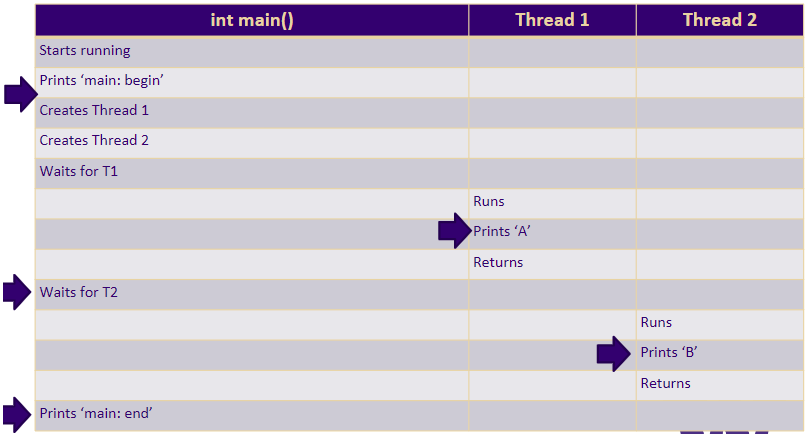 int main() Thread 1 Thread 2
Starts running
Prints ‘main: begin’
Creates Thread 1
Creates Thread 2
Waits for T1
Runs
Prints ‘A’
Returns
Waits for T2
Runs
Prints ‘B’
Returns
Prints ‘main: end’